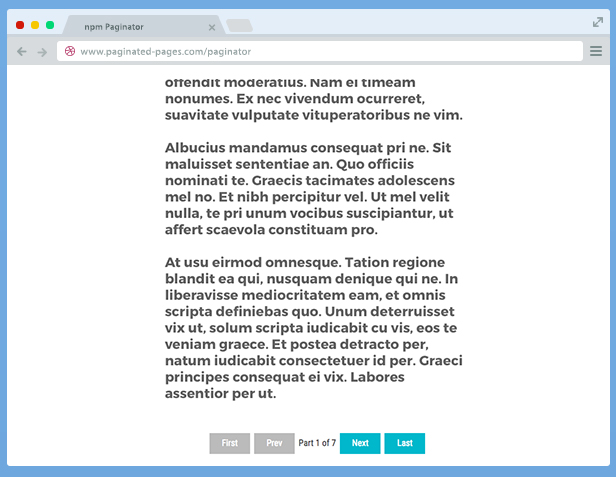 npm Paginator
www.paginated-pages.com/paginator
offendit moderatius. Nam ei timeam
nonumes. Ex nec vivendum ocurreret,
suavitate vulputate vituperatoribus ne vim.
Albucius mandamus consequat pri ne. Sit
maluisset sententiae an. Quo officiis
nominati te. Graecis tacimates adolescens
mel no. Et nibh percipitur vel. Ut mel velit
nulla, te pri unum vocibus suscipiantur, ut
affert scaevola constituam pro.
At usu eirmod omnesque. Tation regione
blandit ea qui, nusquam denique qui ne. In
liberavisse mediocritatem eam, et omnis
scripta definiebas quo. Unum deterruisset
vix ut, solum scripta iudicabit cu vis, eos te
veniam graece. Et postea detracto per,
natum iudicabit consectetuer id per. Graeci
principes consequat ei vix. Labores
assentior per ut.
First Prev Part 1 of 7 Next Last